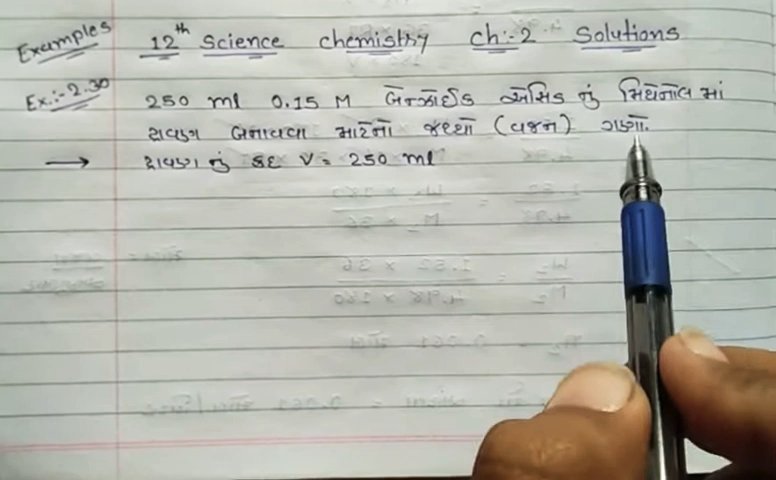 Examples 12th Science chemistry Ch:-2 Solutions
Ex.:-2.30 250 ml 0.15 M બેન્ઝોઈક એસિડ નું મિથેનોલ માં
દ્રાવણ બનાવવા માટેનો જથ્થો (વજન) ગણો.
→ દ્રાવણ નું કદ V = 250 ml